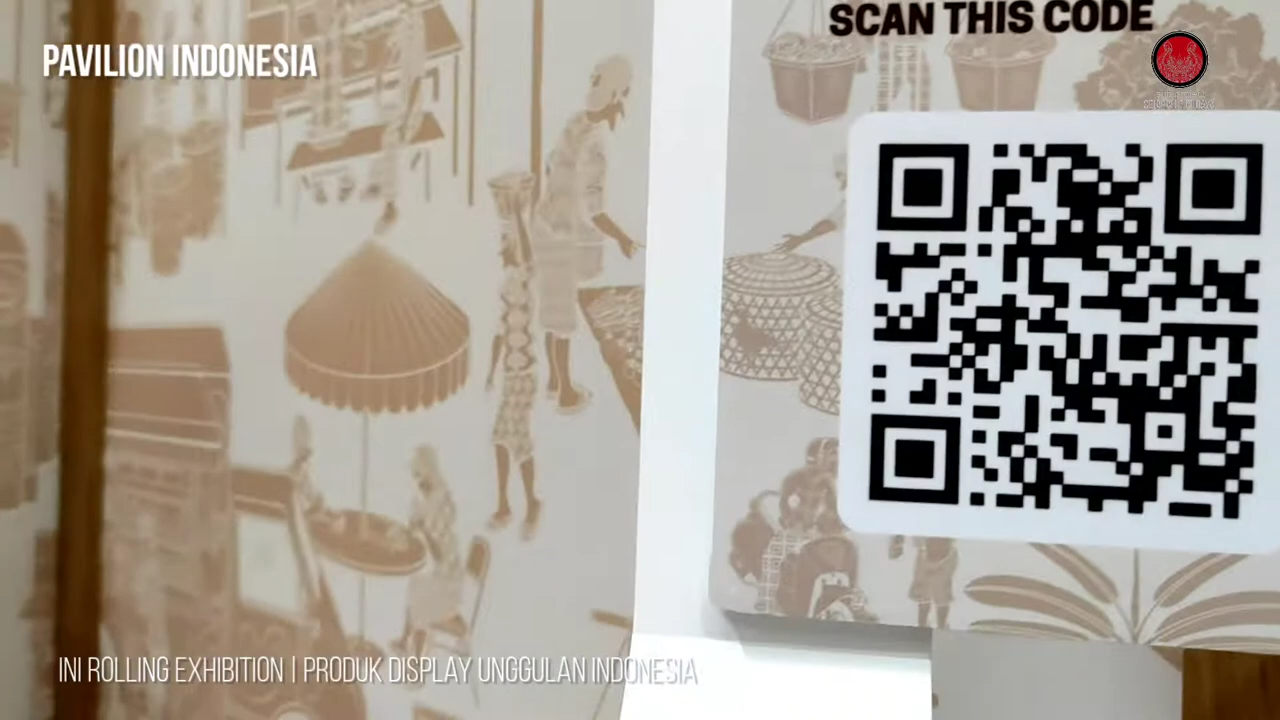 PAVILION INDONESIA
SCAN THIS CODE
INI ROLLING EXHIBITION | PRODUK DISPLAY UNGGULAN INDONESIA